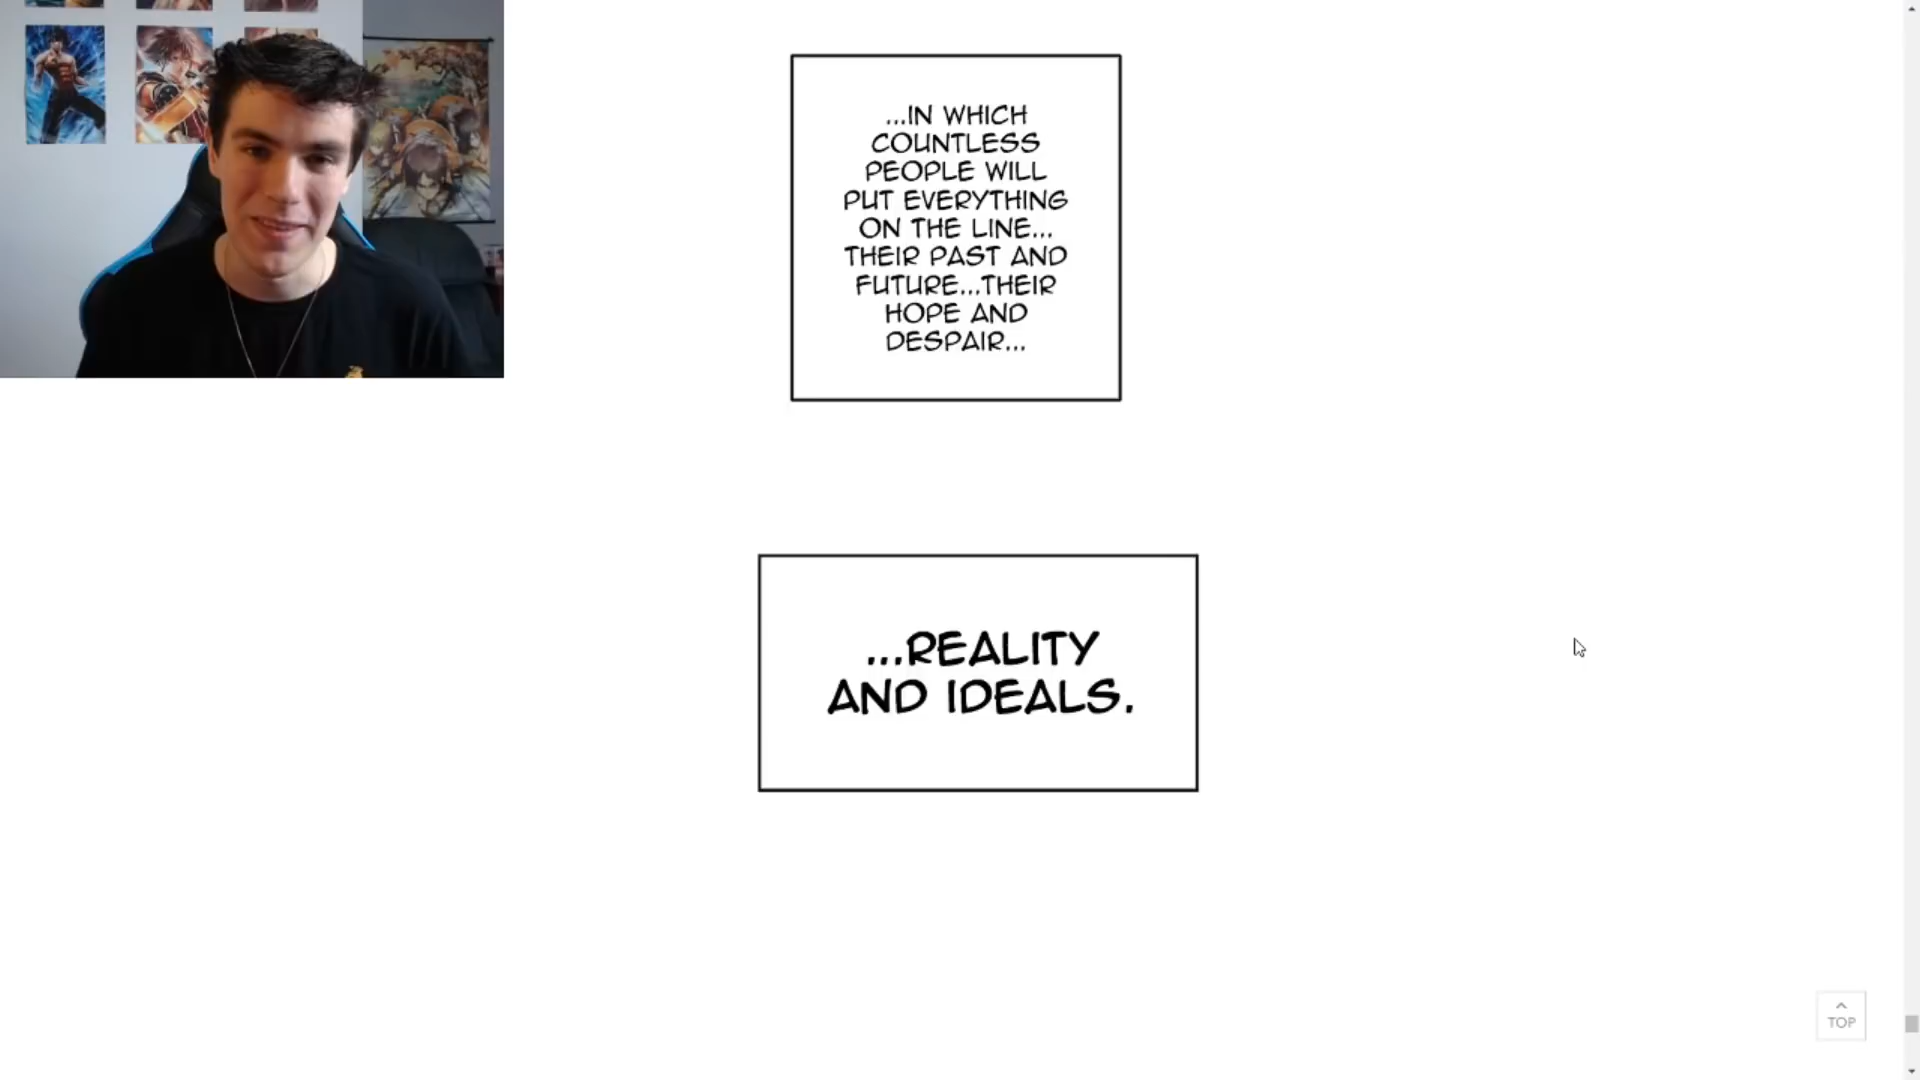 ...IN WHICH
COUNTLESS
PEOPLE WILL
PUT EVERYTHING
ON THE LINE...
THEIR PAST AND
FUTURE...THEIR
HOPE AND
DESPAIR...
...REALITY
AND IDEALS.
TOP